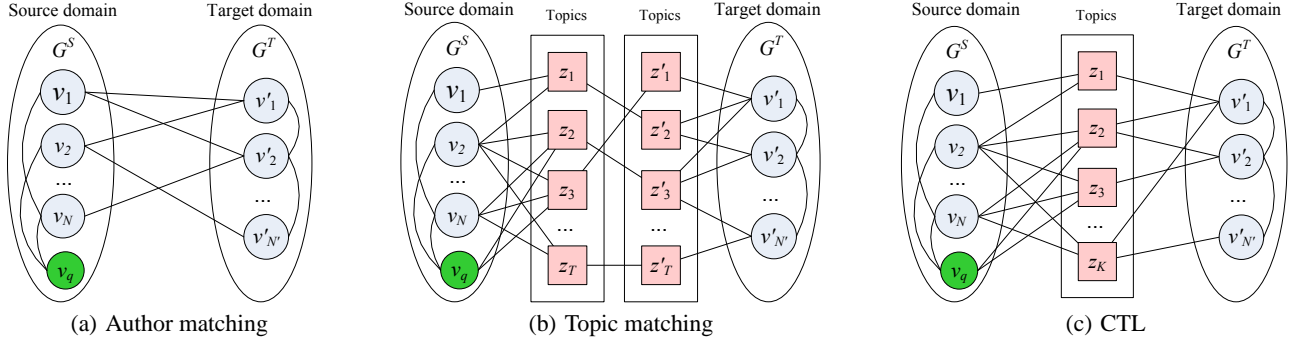 Source domain
Target domain
G^S
G^T
v_1
v_2
...
v_N
v_q
v'_1
v'_2
...
v'_{N'}
(a) Author matching
Source domain
Topics
Topics
Target domain
G^S
G^T
v_1
v_2
...
v_N
v_q
z_1
z_2
z_3
...
z_T
z'_1
z'_2
z'_3
...
z'_T
v'_1
v'_2
...
v'_{N'}
(b) Topic matching
Source domain
Topics
Target domain
G^S
G^T
v_1
v_2
...
v_N
v_q
z_1
z_2
z_3
...
z_K
v'_1
v'_2
...
v'_{N'}
(c) CTL